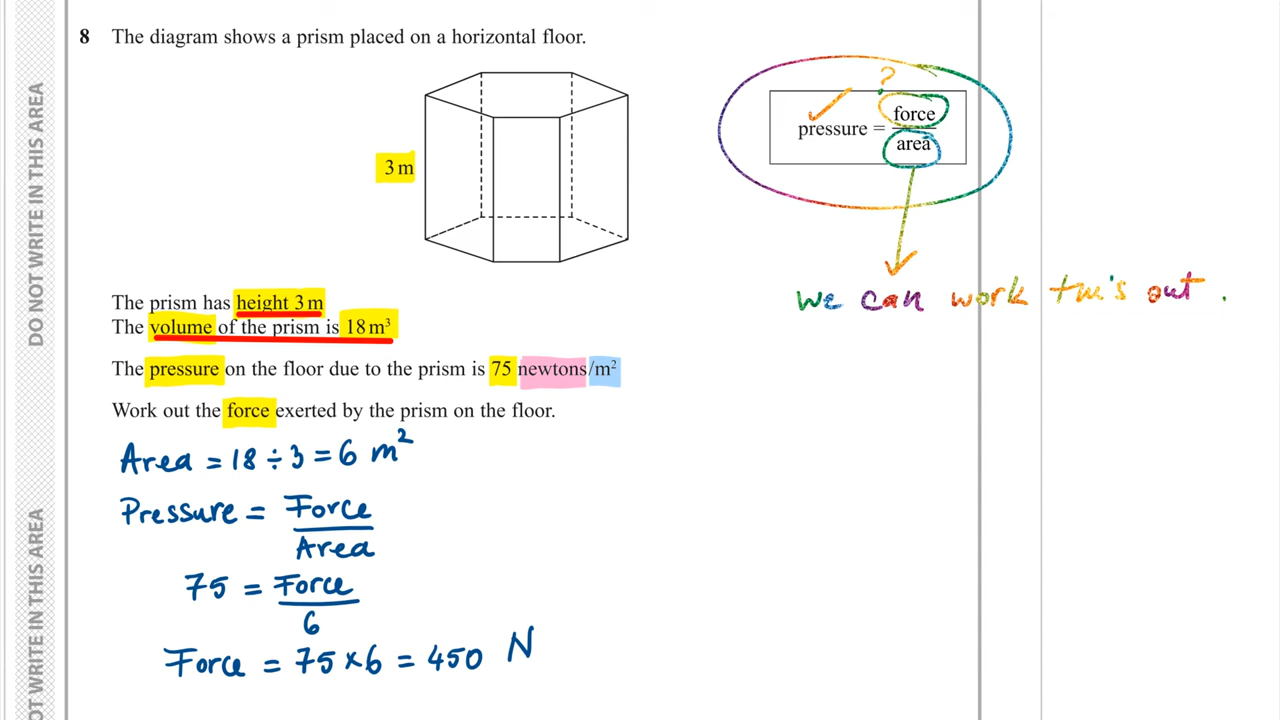 DO NOT WRITE IN THIS AREA
OT WRITE IN THIS AREA
8 The diagram shows a prism placed on a horizontal floor.
?
pressure = force
area
3 m
we can work this out .
The prism has height 3 m
The volume of the prism is 18 m³
The pressure on the floor due to the prism is 75 newtons/m²
Work out the force exerted by the prism on the floor.
Area = 18 ÷ 3 = 6 m²
Pressure = Force
Area
75 = Force
6
Force = 75 × 6 = 450 N